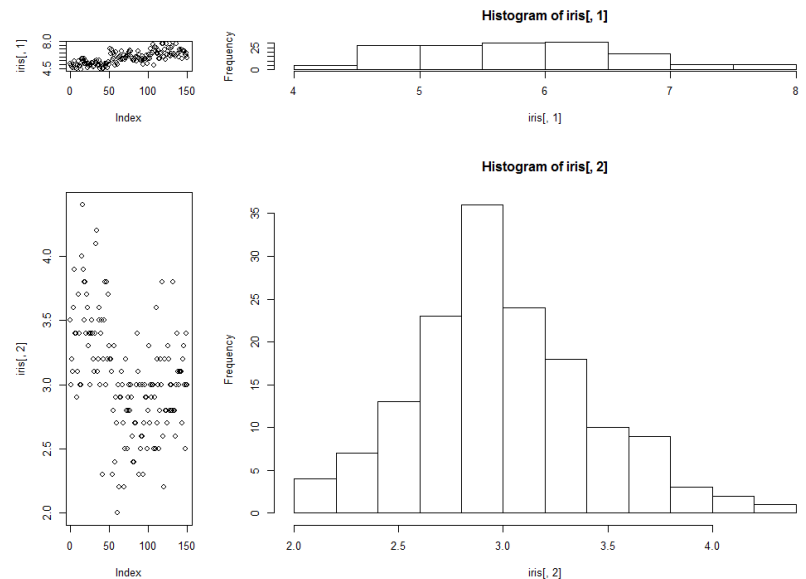 iris[, 1]
8.0
4.5
0 50 100 150
Index
Histogram of iris[, 1]
Frequency
25
0
4 5 6 7 8
iris[, 1]
iris[, 2]
4.0
3.5
3.0
2.5
2.0
0 50 100 150
Index
Histogram of iris[, 2]
Frequency
35
30
25
20
15
10
5
0
2.0 2.5 3.0 3.5 4.0
iris[, 2]